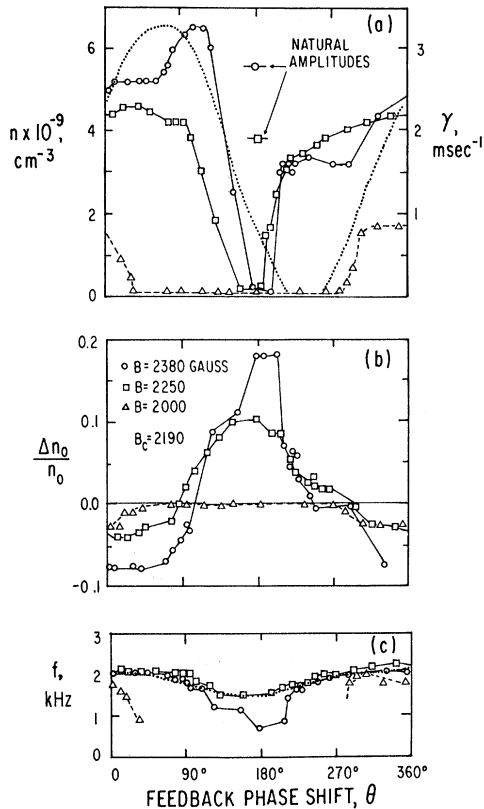 (a)
NATURAL
AMPLITUDES
n x 10⁻⁹,
cm⁻³
6
4
2
0
3
2
1
γ,
msec⁻¹
(b)
0.2
0.1
0.0
-0.1
Δn₀
n₀
B = 2380 GAUSS
B = 2250
B = 2000
B꜀ = 2190
(c)
3
2
1
0
f,
kHz
0 90° 180° 270° 360°
FEEDBACK PHASE SHIFT, θ